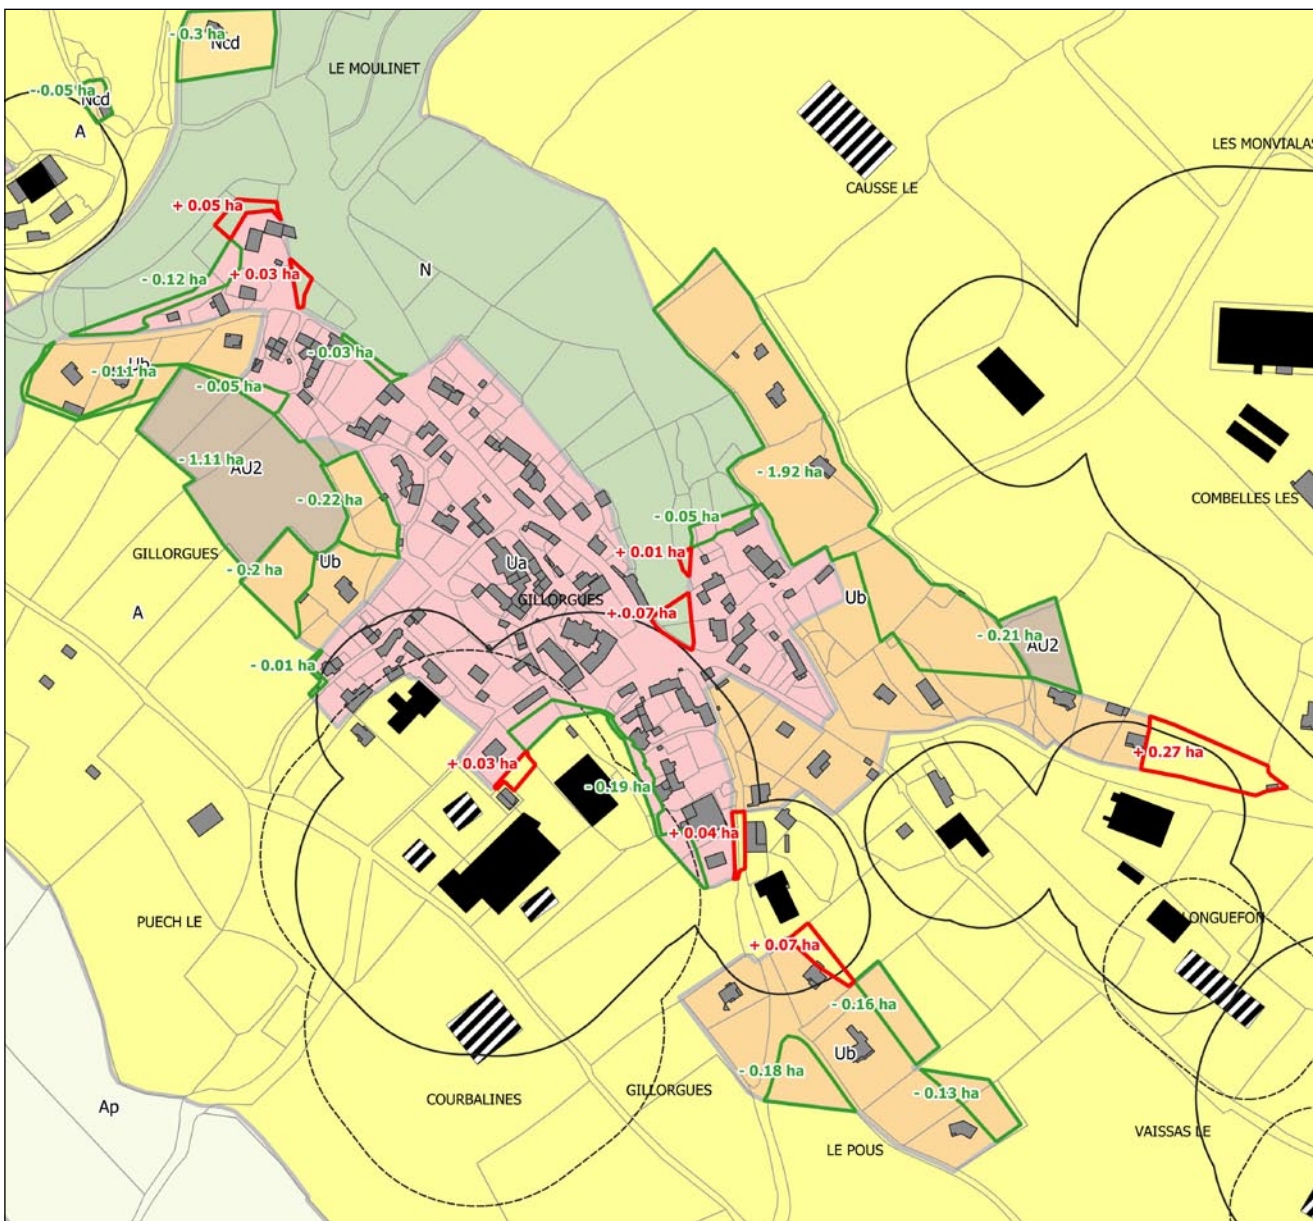 - 0.3 ha
Ncd
LE MOULINET
- 0.05 ha
Ncd
A
LES MONVIALAS
CAUSSE LE
+ 0.05 ha
N
- 0.12 ha
+ 0.03 ha
- 0.03 ha
Ub
- 0.11 ha
- 0.05 ha
- 1.11 ha
AU2
- 1.92 ha
- 0.22 ha
COMBELLES LES
- 0.05 ha
GILLORGUES
+ 0.01 ha
Ub
Ua
- 0.2 ha
GILLORGUES
Ub
A
+ 0.07 ha
- 0.21 ha
AU2
- 0.01 ha
+ 0.27 ha
+ 0.03 ha
- 0.19 ha
+ 0.04 ha
PUECH LE
LONGUEFON
+ 0.07 ha
- 0.16 ha
Ub
- 0.18 ha
GILLORGUES
- 0.13 ha
COURBALINES
Ap
VAISSAS LE
LE POUS